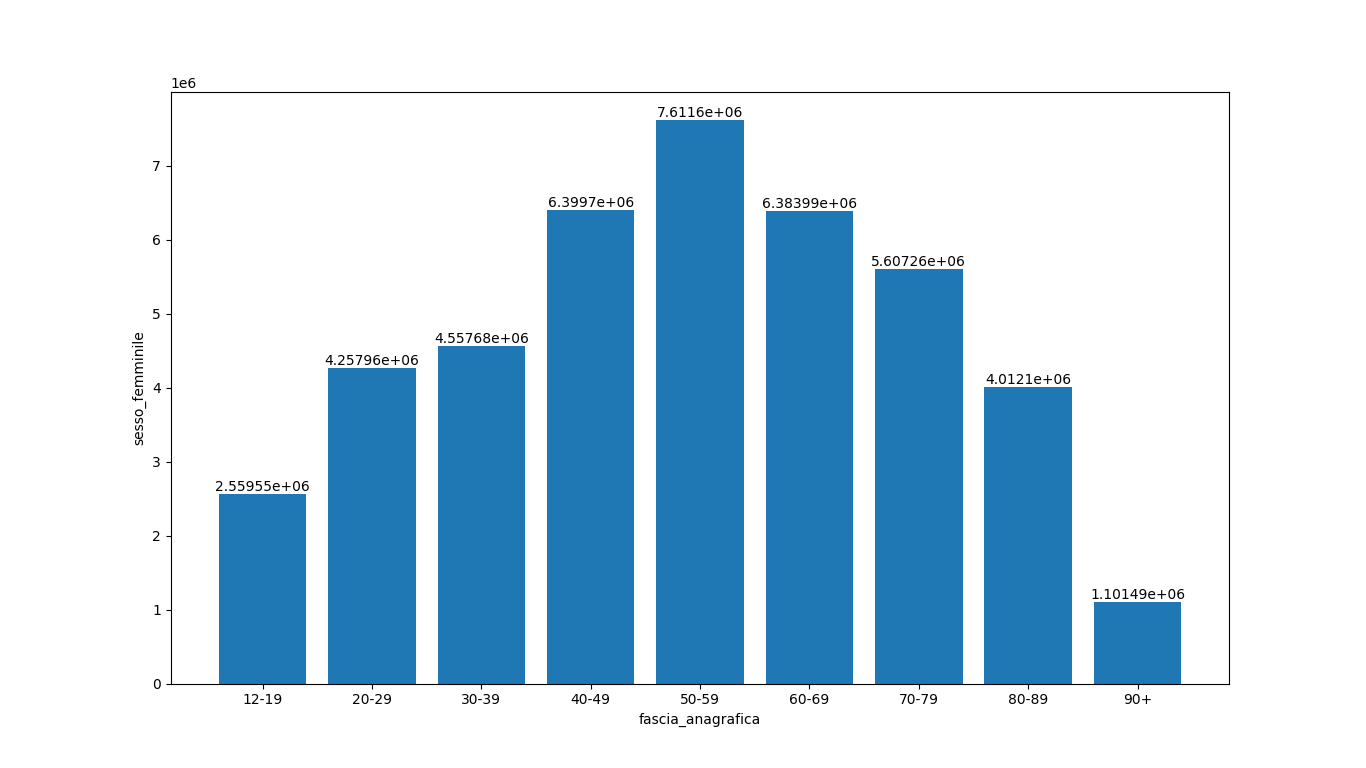 1e6
7.6116e+06
7
6.3997e+06
6.38399e+06
6
5.60726e+06
5
4.55768e+06
4.25796e+06
4.0121e+06
4
sesso_femminile
3
2.55955e+06
2
1.10149e+06
1
0
12-19 20-29 30-39 40-49 50-59 60-69 70-79 80-89 90+
fascia_anagrafica